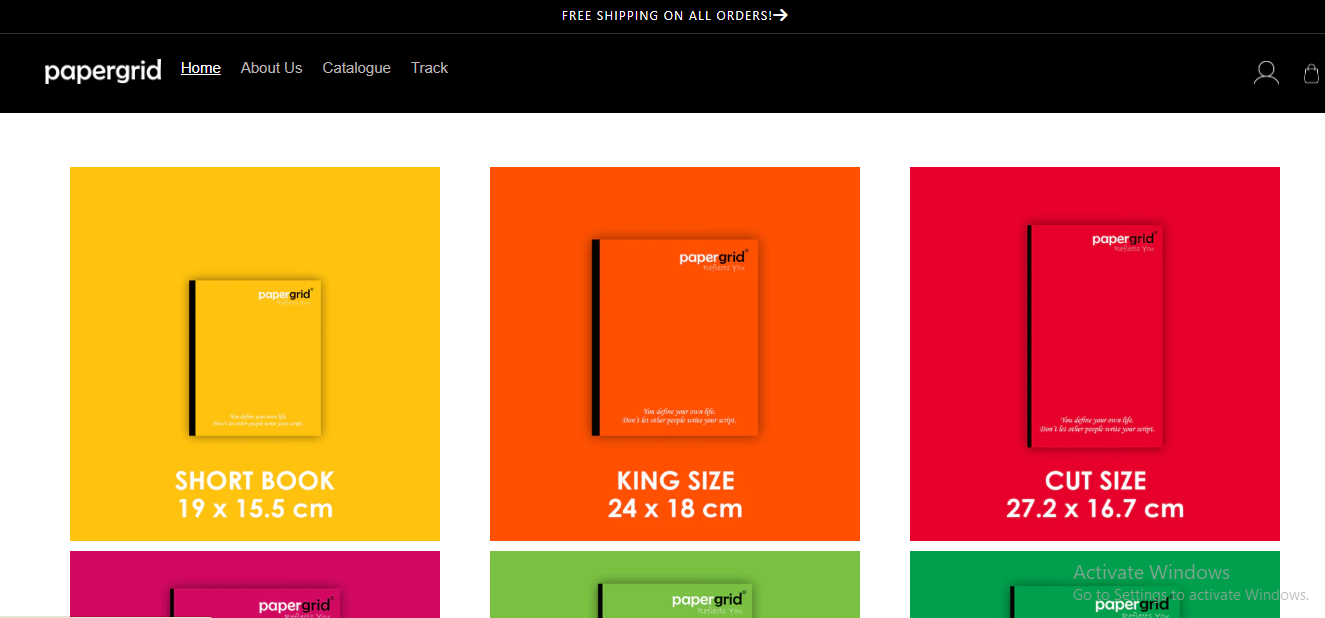 FREE SHIPPING ON ALL ORDERS!
papergrid Home About Us Catalogue Track
papergrid
Reflects You
You define your own life.
Don't let other people write your script.
SHORT BOOK
19 x 15.5 cm
papergrid
Reflects You
You define your own life.
Don't let other people write your script.
KING SIZE
24 x 18 cm
papergrid
Reflects You
You define your own life.
Don't let other people write your script.
CUT SIZE
27.2 x 16.7 cm
papergrid
Reflects You
papergrid
Reflects You
papergrid
Activate Windows
Go to Settings to activate Windows.